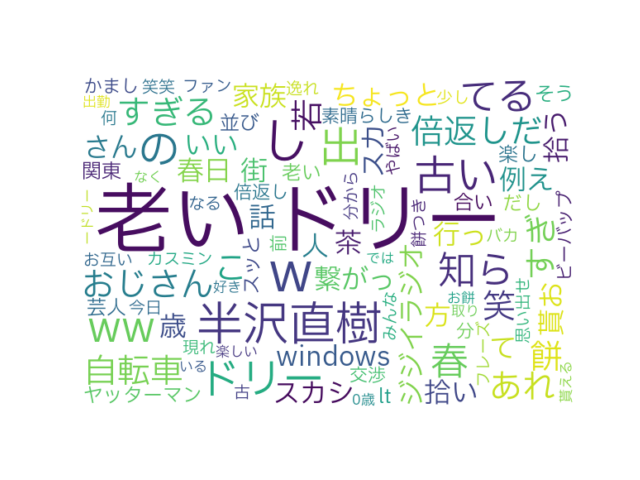 かまし
笑笑
ファン
出勤
何
すぎる
家族
逸れ
ちょっと
少し
てる
そう
さん
の
いい
並び
若
素晴らしき
スカ
やばい
倍返しだ
拾う
楽し
関東
春日
街
し
出
古い
例え
なく
なる
倍返し
老い
話
分から
ラジオ
餅つき
合い
だし
ビーバップ
ードリー
老い
ドリー
すぎ
お互い
カスミン
スッと
人
前
茶
行っ
バカ
おじさん
好き
こ
w
繋がっ
では
ジジイラジオ
知ら
お餅
取り
思い出せ
芸人
今日
半沢直樹
みんな
方
分
笑
フレーズ
貰お
ww
歳
windows
春
て
餅
自転車
現れ
楽しい
いる
ドリー
交渉
あれ
ヤッターマン
古
スカシ
0歳
lt
拾い
貰える